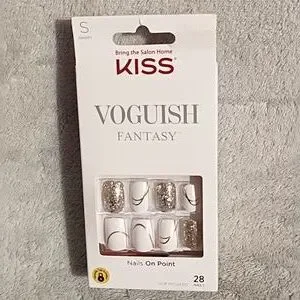 S
Bring the Salon Home
KISS
VOGUISH
FANTASY
Nails On Point
28